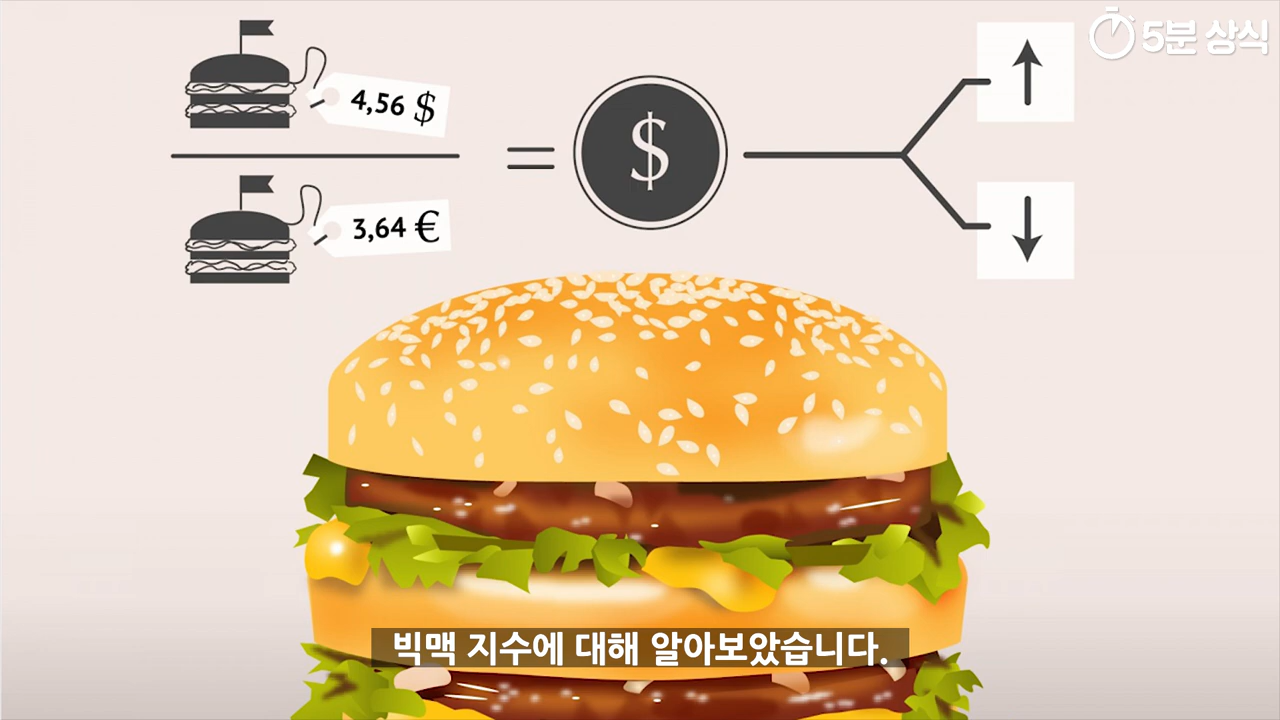 5분 상식
4,56 $
=
$
3,64 €
빅맥 지수에 대해 알아보았습니다.